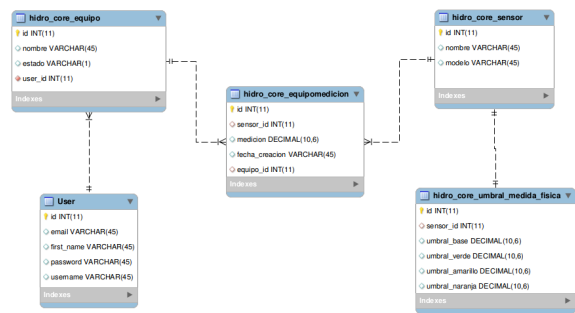 hidro_core_equipo
id INT(11)
nombre VARCHAR(45)
estado VARCHAR(1)
user_id INT(11)
Indexes
hidro_core_sensor
id INT(11)
nombre VARCHAR(45)
modelo VARCHAR(45)
Indexes
hidro_core_equipomedicion
id INT(11)
sensor_id INT(11)
medicion DECIMAL(10,6)
fecha_creacion VARCHAR(45)
equipo_id INT(11)
Indexes
User
id INT(11)
email VARCHAR(45)
first_name VARCHAR(45)
password VARCHAR(45)
username VARCHAR(45)
Indexes
hidro_core_umbral_medida_fisica
id INT(11)
sensor_id INT(11)
umbral_base DECIMAL(10,6)
umbral_verde DECIMAL(10,6)
umbral_amarillo DECIMAL(10,6)
umbral_naranja DECIMAL(10,6)
Indexes